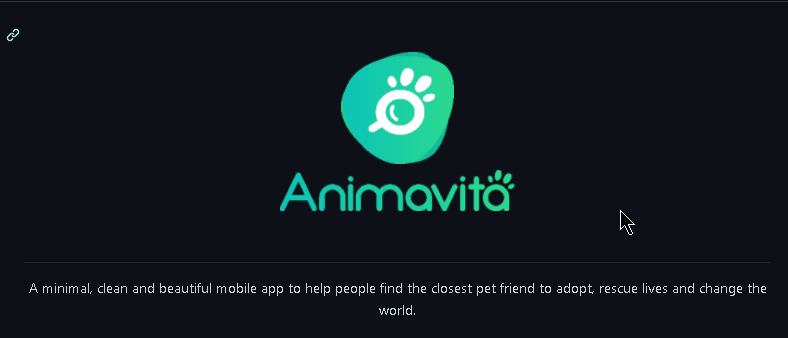 Animavita
A minimal, clean and beautiful mobile app to help people find the closest pet friend to adopt, rescue lives and change the
world.